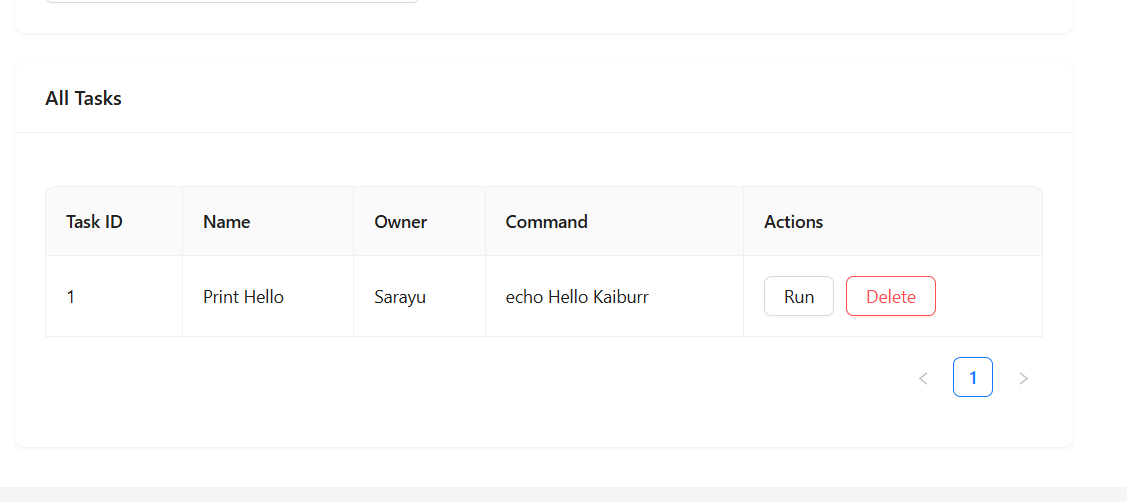 All Tasks
Task ID Name Owner Command Actions
1 Print Hello Sarayu echo Hello Kaiburr Run Delete
< 1 >